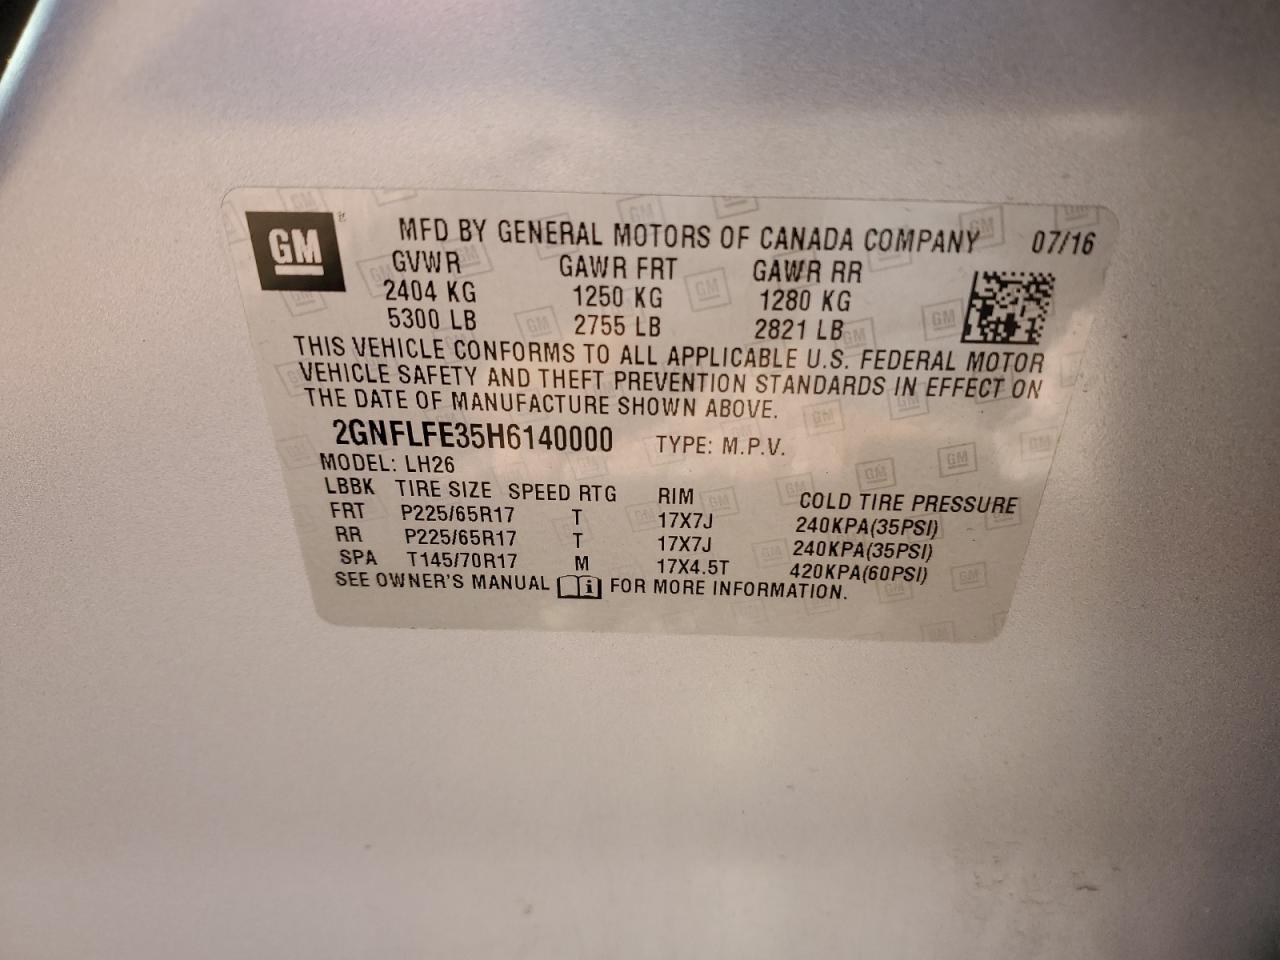 GM
MFD BY GENERAL MOTORS OF CANADA COMPANY 07/16
GVWR GAWR FRT GAWR RR
2404 KG 1250 KG 1280 KG
5300 LB 2755 LB 2821 LB
THIS VEHICLE CONFORMS TO ALL APPLICABLE U.S. FEDERAL MOTOR
VEHICLE SAFETY AND THEFT PREVENTION STANDARDS IN EFFECT ON
THE DATE OF MANUFACTURE SHOWN ABOVE.
2GNFLFE35H6140000 TYPE: M.P.V.
MODEL: LH26
LBBK TIRE SIZE SPEED RTG RIM COLD TIRE PRESSURE
FRT P225/65R17 T 17X7J 240KPA(35PSI)
RR P225/65R17 T 17X7J 240KPA(35PSI)
SPA T145/70R17 M 17X4.5T 420KPA(60PSI)
SEE OWNER'S MANUAL i FOR MORE INFORMATION.